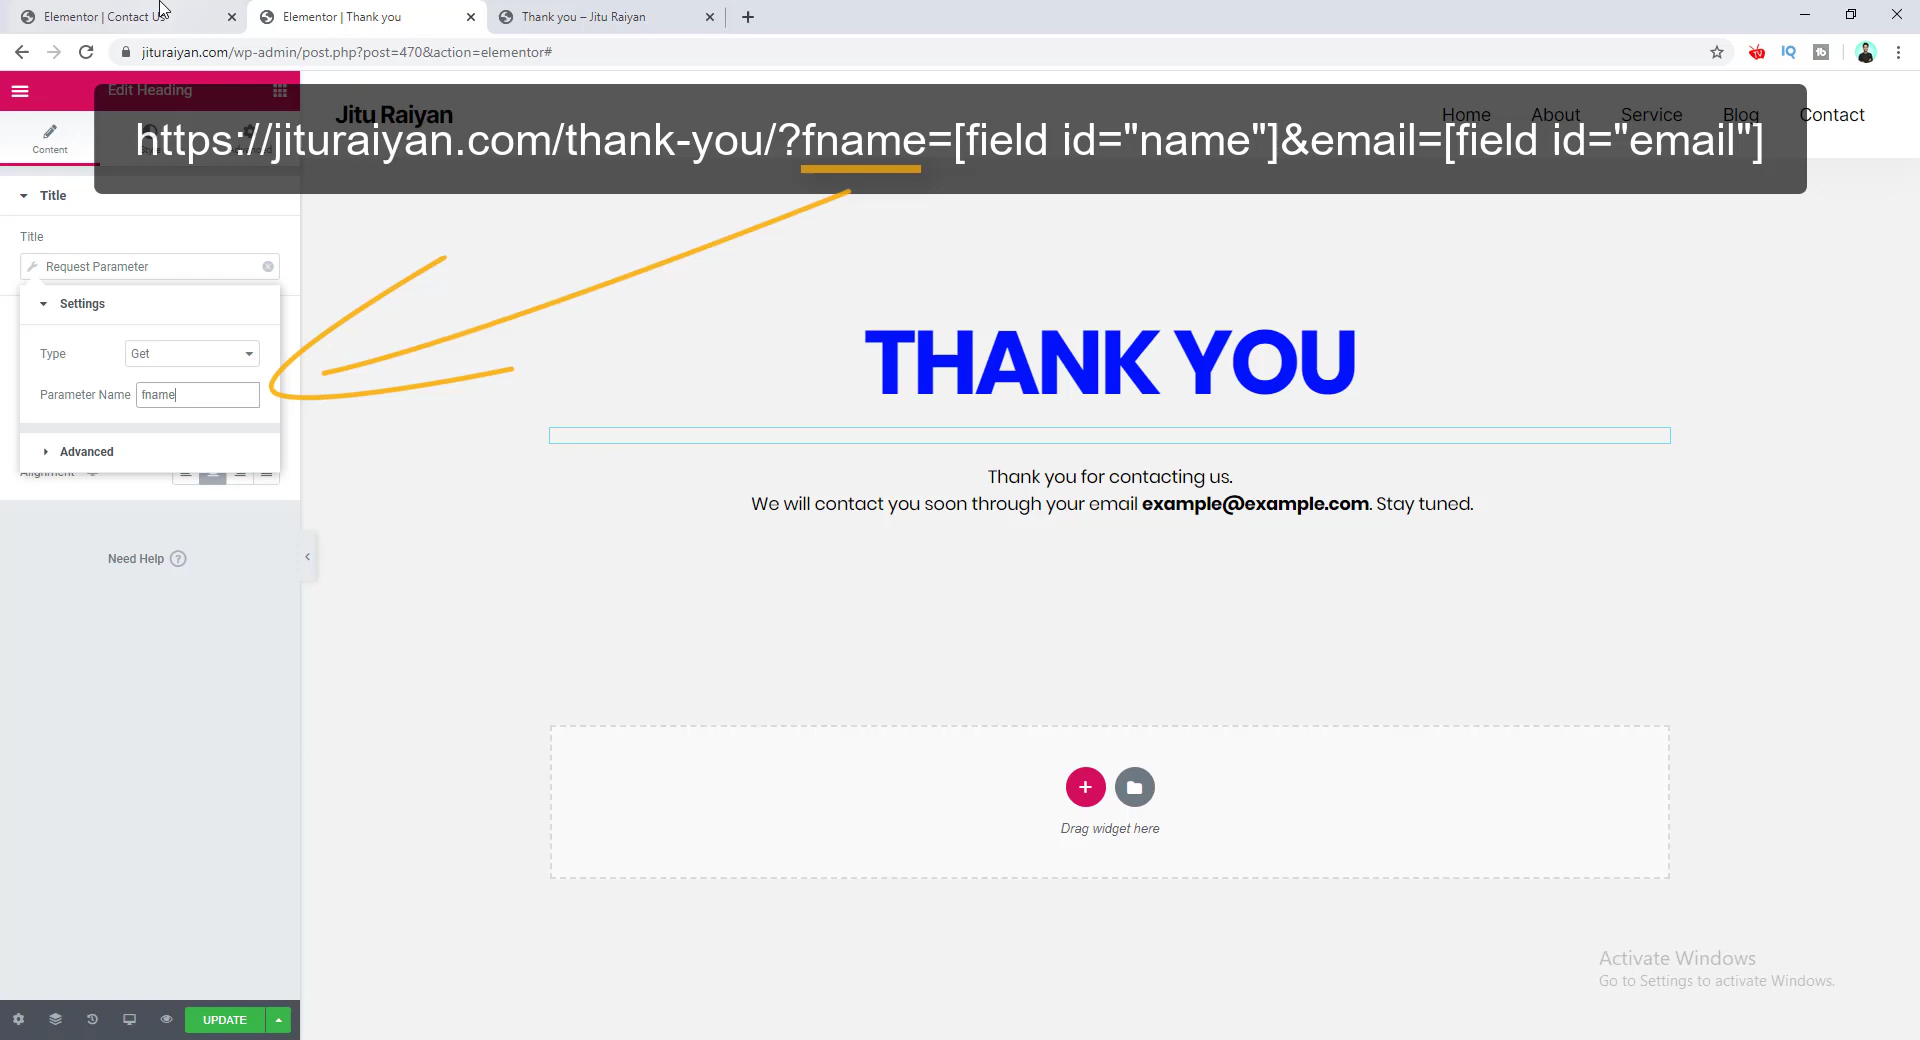 Elementor | Contact Us
Elementor | Thank you
Thank you – Jitu Raiyan
jituraiyan.com/wp-admin/post.php?post=470&action=elementor#
IQ
tb
Edit Heading
Jitu Raiyan
Home
About
Service
Blog
Contact
https://jituraiyan.com/thank-you/?fname=[field id="name"]&email=[field id="email"]
Content
Title
Title
Request Parameter
Settings
Type
Get
Parameter Name
fname
Advanced
Alignment
Need Help ?
THANK YOU
Thank you for contacting us.
We will contact you soon through your email example@example.com. Stay tuned.
Drag widget here
Activate Windows
Go to Settings to activate Windows.
UPDATE